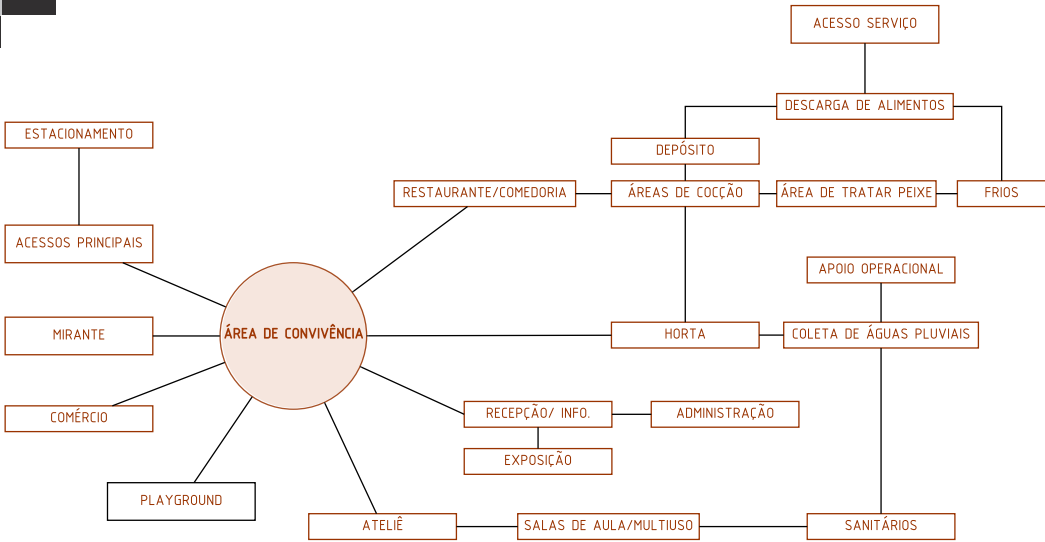 ACESSO SERVIÇO
DESCARGA DE ALIMENTOS
ESTACIONAMENTO
DEPÓSITO
RESTAURANTE/COMEDORIA
ÁREAS DE COCÇÃO
ÁREA DE TRATAR PEIXE
FRIOS
ACESSOS PRINCIPAIS
APOIO OPERACIONAL
MIRANTE
ÁREA DE CONVIVÊNCIA
HORTA
COLETA DE ÁGUAS PLUVIAIS
COMÉRCIO
RECEPÇÃO/ INFO.
ADMINISTRAÇÃO
EXPOSIÇÃO
PLAYGROUND
ATELIÊ
SALAS DE AULA/MULTIUSO
SANITÁRIOS